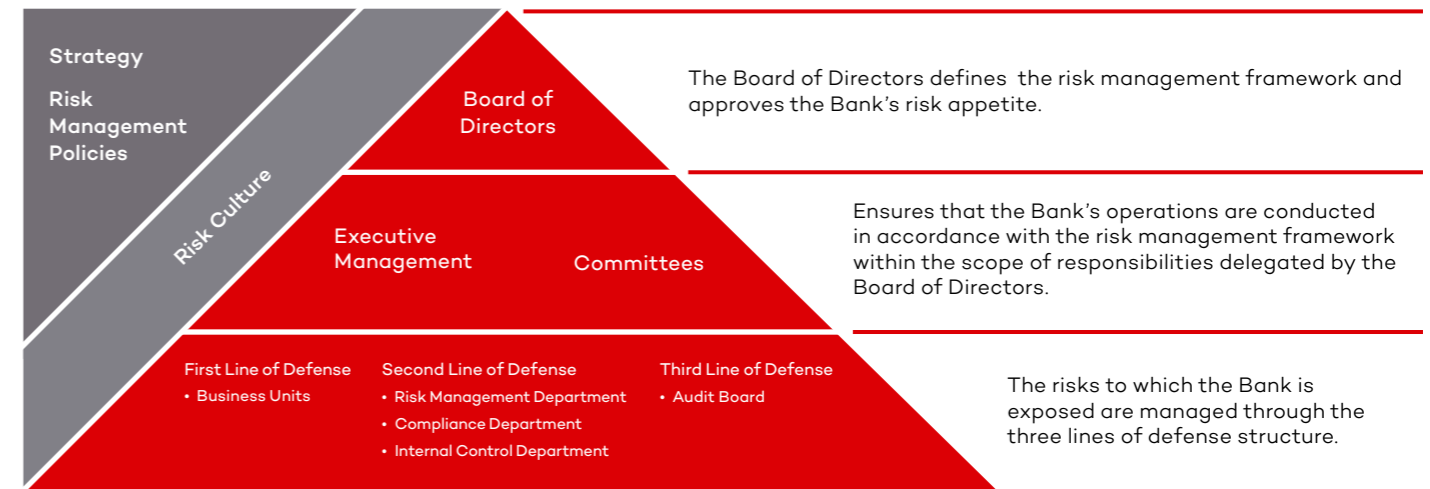 Strategy
Risk
Management
Policies
Risk Culture
Board of
Directors
The Board of Directors defines the risk management framework and
approves the Bank’s risk appetite.
Executive
Management
Committees
Ensures that the Bank’s operations are conducted
in accordance with the risk management framework
within the scope of responsibilities delegated by the
Board of Directors.
First Line of Defense
• Business Units
Second Line of Defense
• Risk Management Department
• Compliance Department
• Internal Control Department
Third Line of Defense
• Audit Board
The risks to which the Bank is
exposed are managed through the
three lines of defense structure.